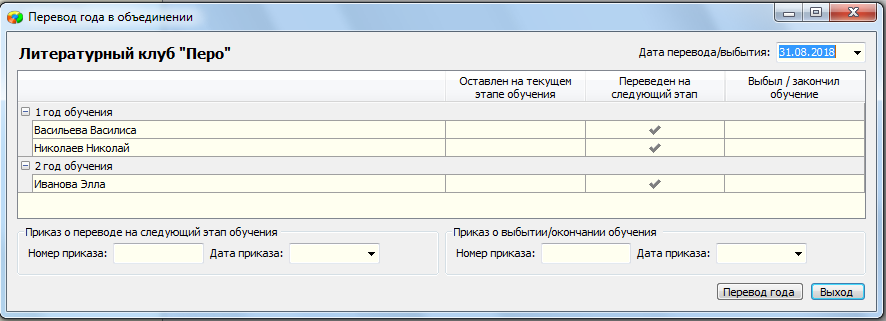 Перевод года в объединении
Литературный клуб "Перо"
Дата перевода/выбытия: 31.08.2018
Оставлен на текущем этапе обучения
Переведен на следующий этап
Выбыл / закончил обучение
1 год обучения
Васильева Василиса
Николаев Николай
2 год обучения
Иванова Элла
Приказ о переводе на следующий этап обучения
Номер приказа:
Дата приказа:
Приказ о выбытии/окончании обучения
Номер приказа:
Дата приказа:
Перевод года
Выход